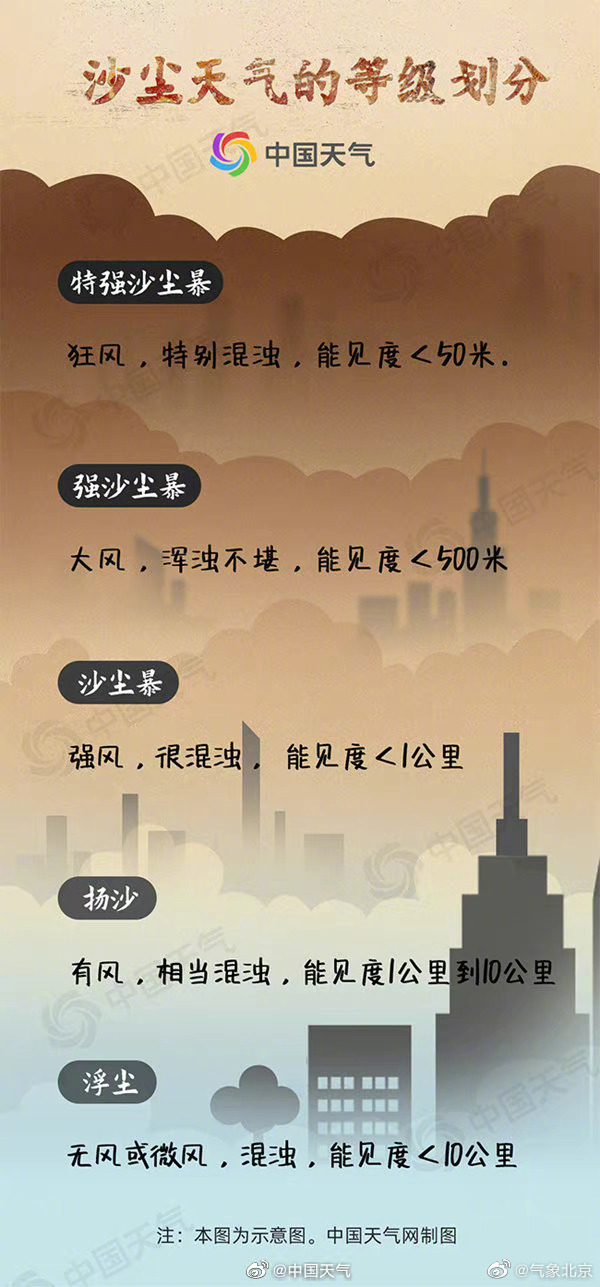 沙尘天气的等级划分
中国天气
特强沙尘暴
狂风，特别混浊，能见度<50米.
强沙尘暴
大风，浑浊不堪，能见度<500米
沙尘暴
强风，很混浊， 能见度<1公里
扬沙
有风，相当混浊，能见度1公里到10公里
浮尘
无风或微风，混浊，能见度<10公里
注：本图为示意图。中国天气网制图
@中国天气
@气象北京